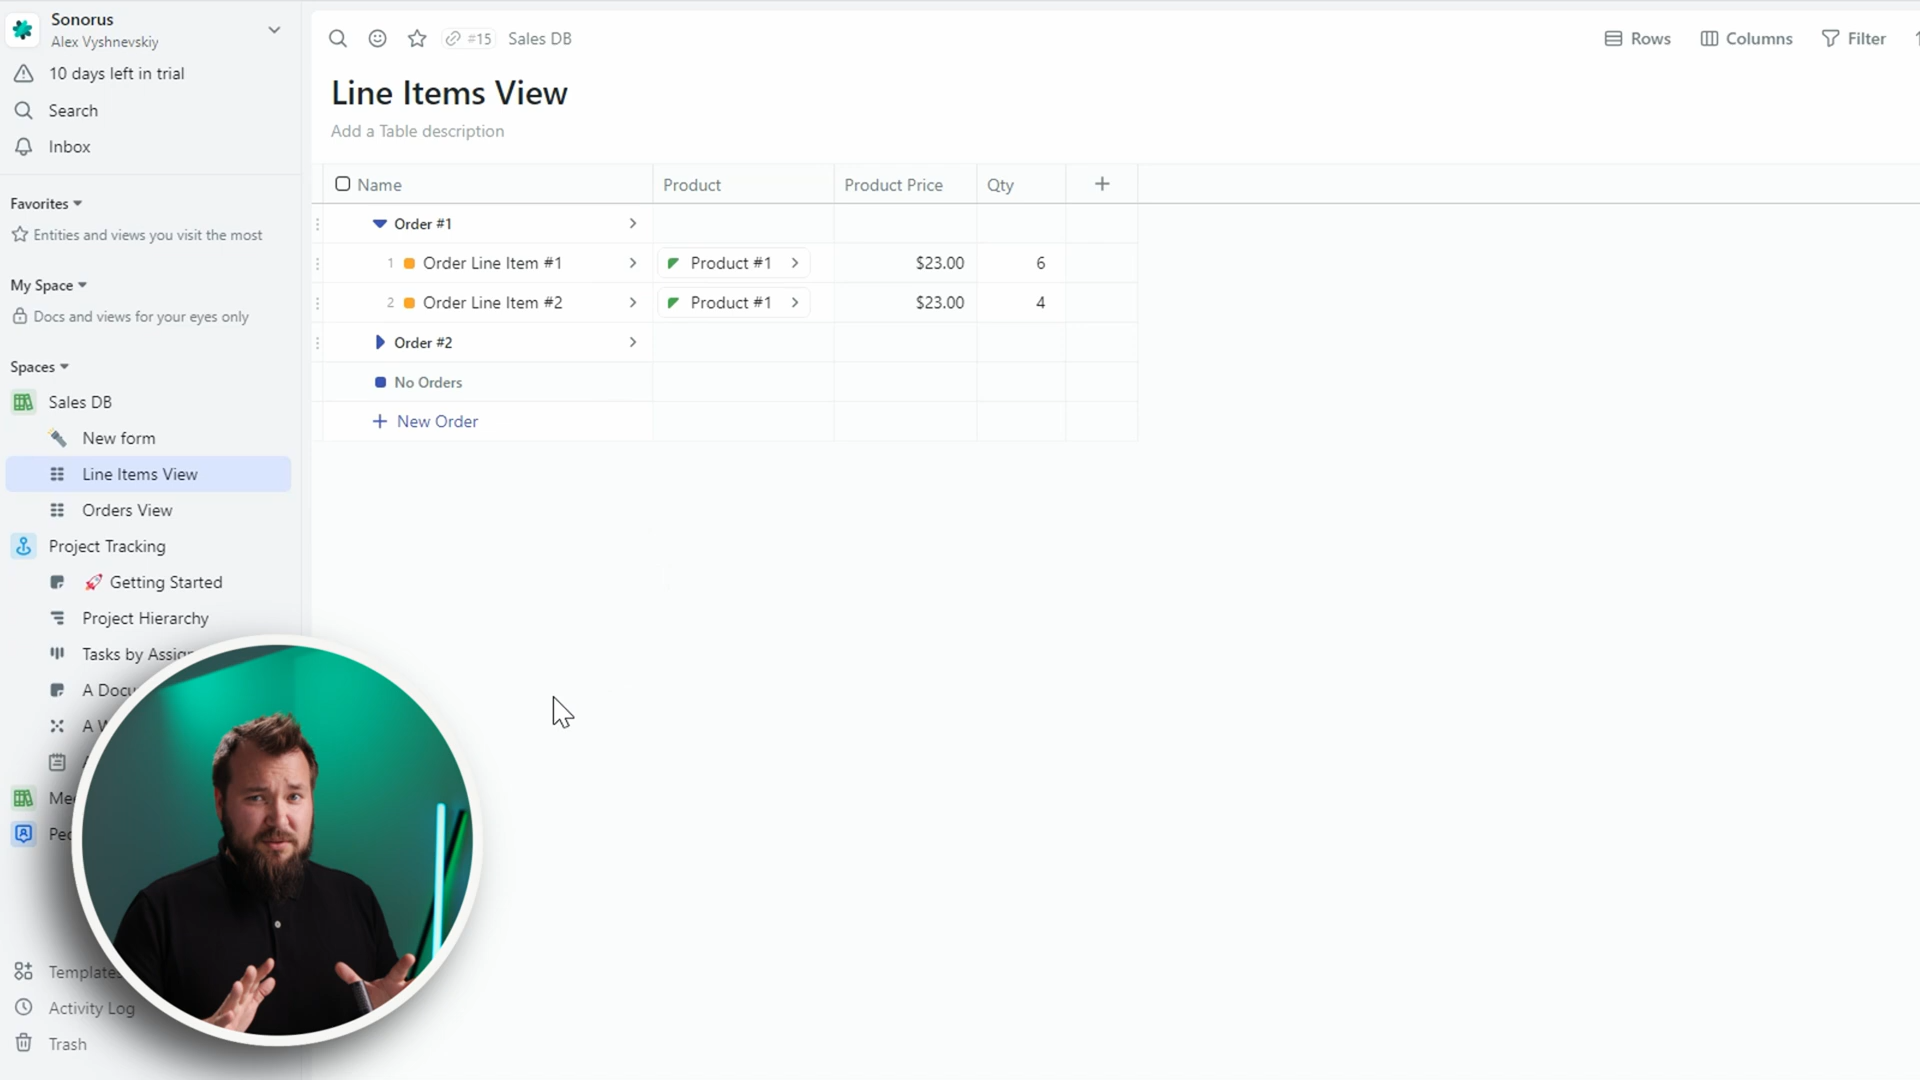 Sonorus
Alex Vyshnevskiy
10 days left in trial
Search
Inbox
Favorites
Entities and views you visit the most
My Space
Docs and views for your eyes only
Spaces
Sales DB
New form
Line Items View
Orders View
Project Tracking
Getting Started
Project Hierarchy
Tasks by
A
A
Templates
Activity Log
Trash
#15 Sales DB
Rows Columns Filter
Line Items View
Add a Table description
Name Product Product Price Qty
Order #1
1 Order Line Item #1 Product #1 $23.00 6
2 Order Line Item #2 Product #1 $23.00 4
Order #2
No Orders
+ New Order